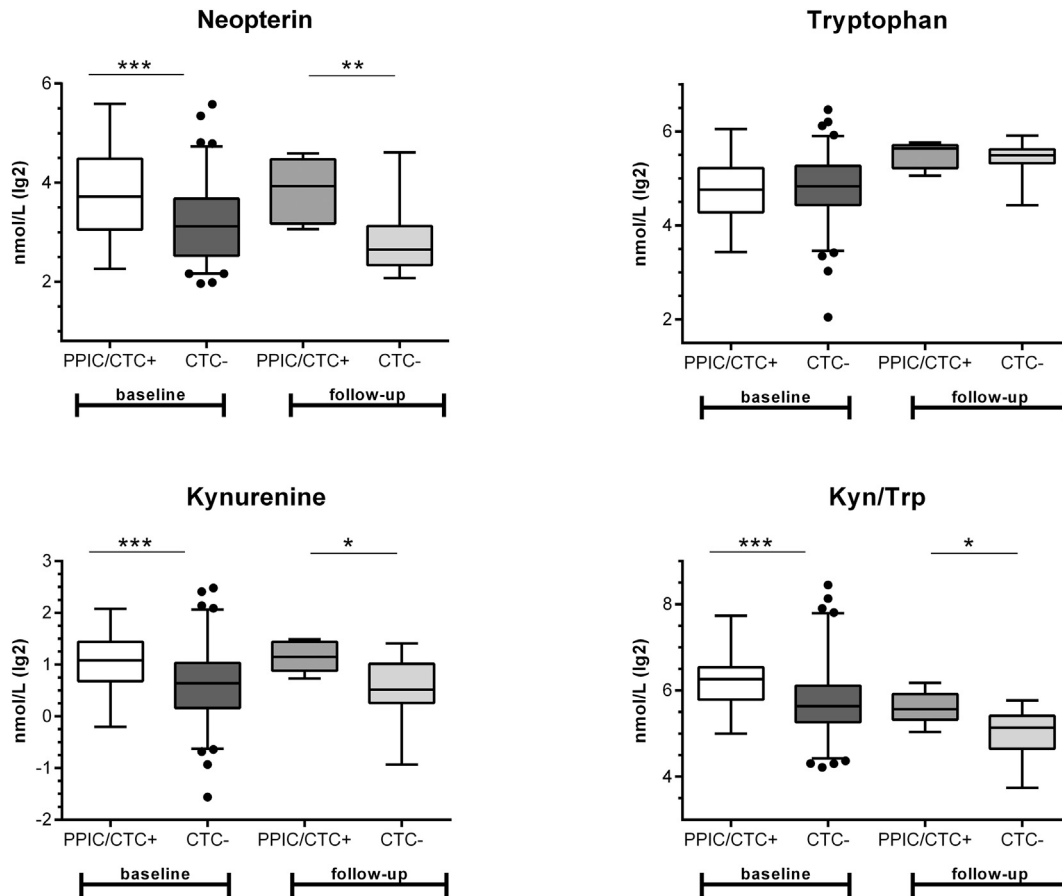 Neopterin
*** **
nmol/L (lg2)
6
4
2
PPIC/CTC+ CTC- PPIC/CTC+ CTC-
baseline follow-up
Tryptophan
nmol/L (lg2)
6
4
2
PPIC/CTC+ CTC- PPIC/CTC+ CTC-
baseline follow-up
Kynurenine
*** *
nmol/L (lg2)
3
2
1
0
-1
-2
PPIC/CTC+ CTC- PPIC/CTC+ CTC-
baseline follow-up
Kyn/Trp
*** *
nmol/L (lg2)
8
6
4
PPIC/CTC+ CTC- PPIC/CTC+ CTC-
baseline follow-up